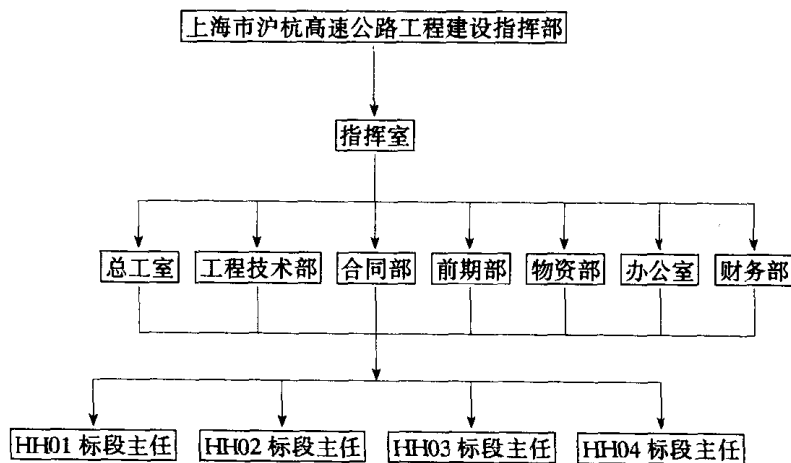 上海市沪杭高速公路工程建设指挥部
指挥室
总工室 工程技术部 合同部 前期部 物资部 办公室 财务部
HH01 标段主任 HH02 标段主任 HH03 标段主任 HH04 标段主任